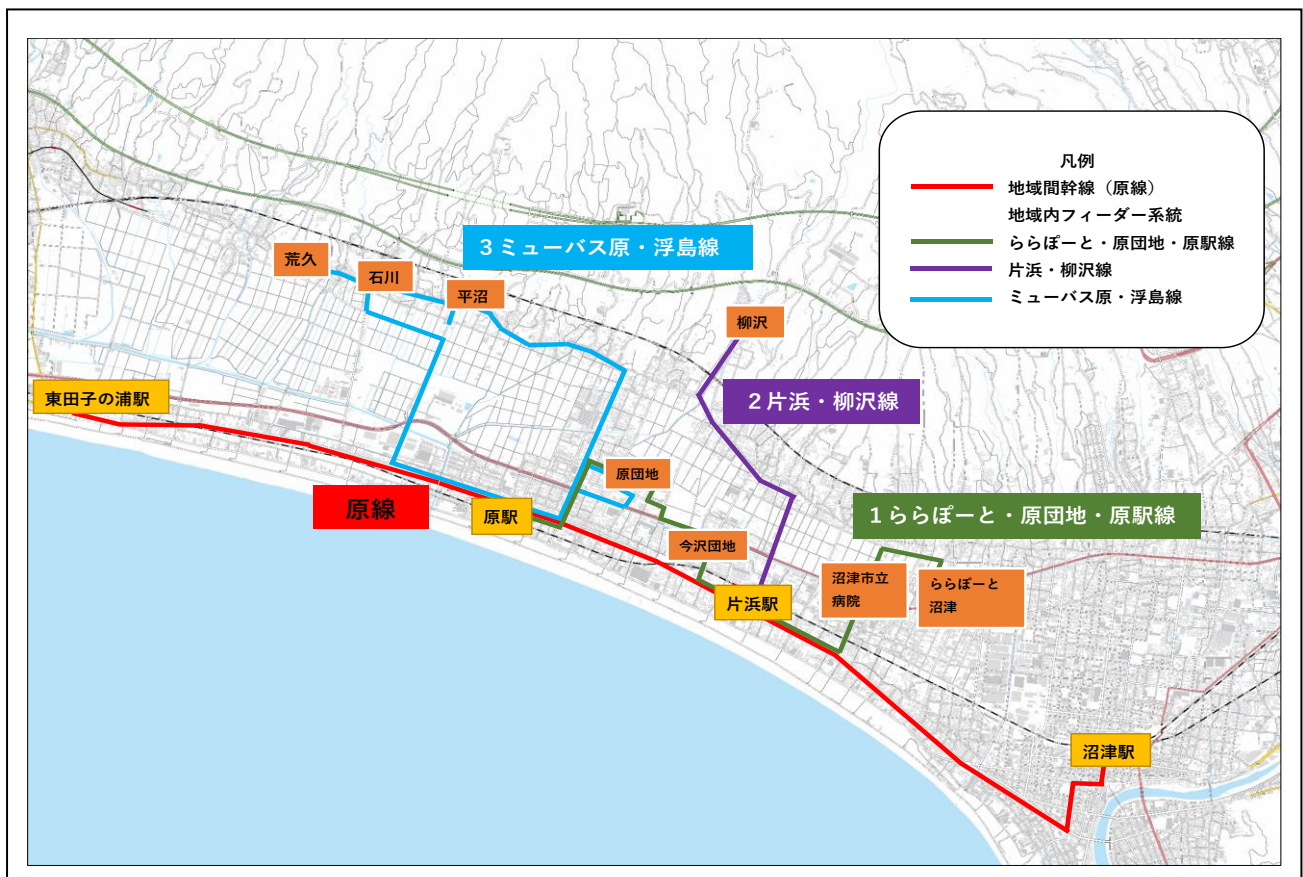 凡例
地域間幹線（原線）
地域内フィーダー系統
ららぽーと・原団地・原駅線
片浜・柳沢線
ミューバス原・浮島線
３ミューバス原・浮島線
荒久
石川
平沼
柳沢
２片浜・柳沢線
東田子の浦駅
原線
原駅
原団地
１ららぽーと・原団地・原駅線
今沢団地
片浜駅
沼津市立
病院
ららぽーと
沼津
沼津駅